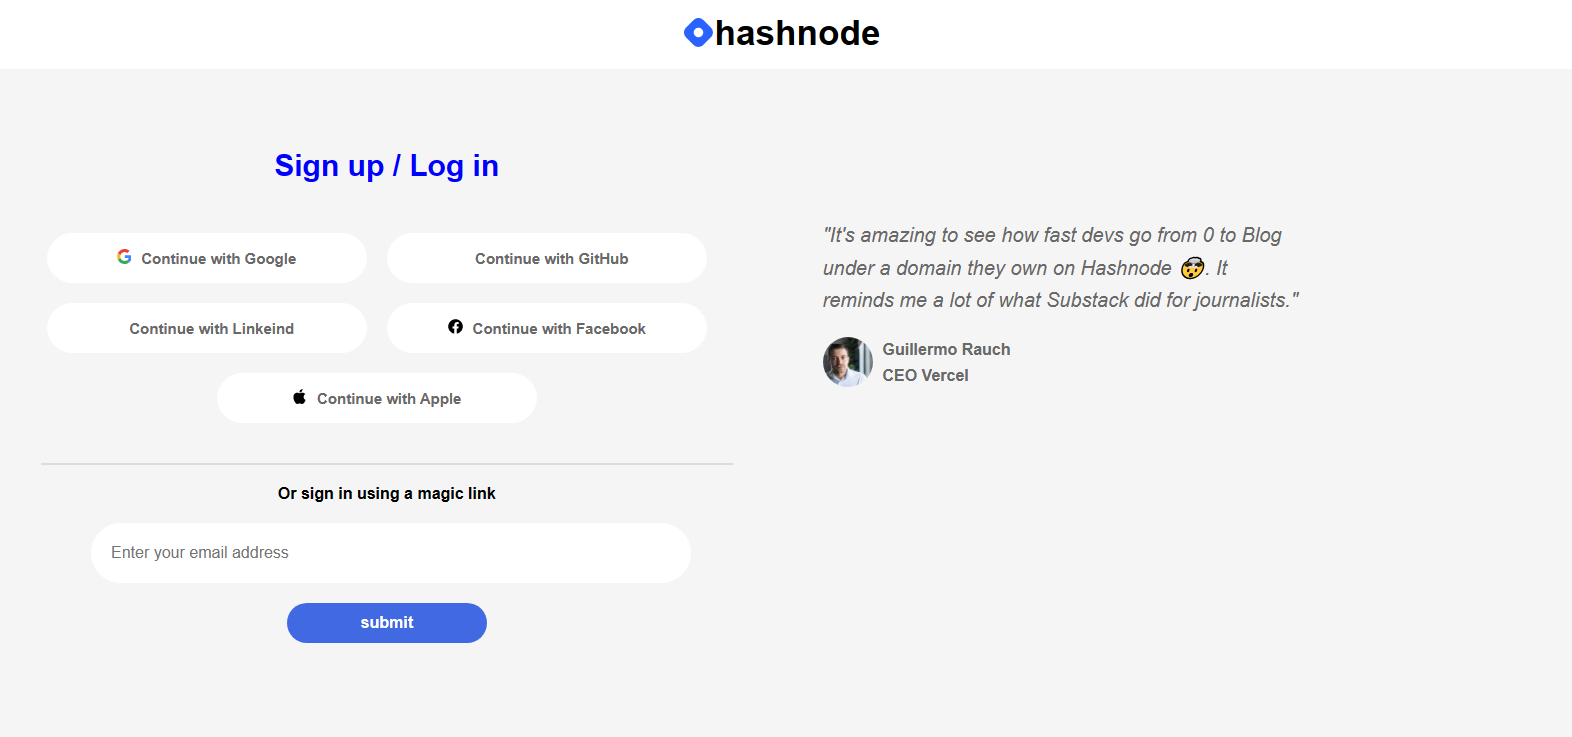 hashnode
Sign up / Log in
Continue with Google
Continue with GitHub
Continue with Linkeind
Continue with Facebook
Continue with Apple
Or sign in using a magic link
Enter your email address
submit
"It's amazing to see how fast devs go from 0 to Blog
under a domain they own on Hashnode 🤯. It
reminds me a lot of what Substack did for journalists."
Guillermo Rauch
CEO Vercel